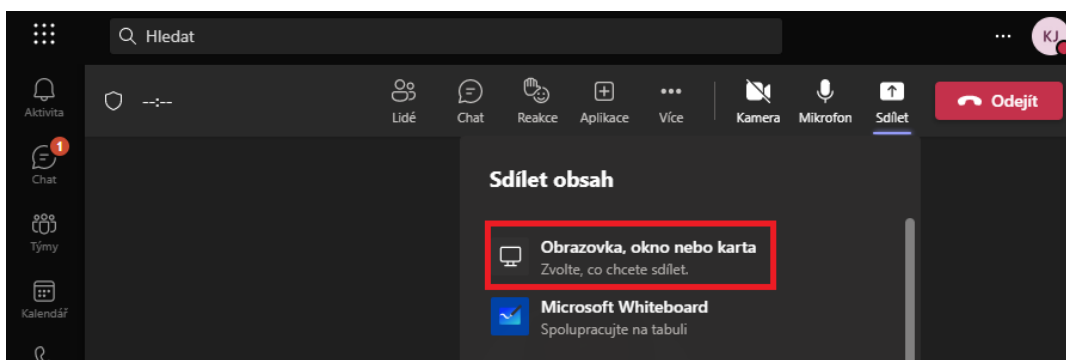 Hledat
KJ
Aktivita
--:--
Lidé
Chat
Reakce
Aplikace
Více
Kamera
Mikrofon
Sdílet
Odejít
1
Chat
Týmy
Kalendář
Sdílet obsah
Obrazovka, okno nebo karta
Zvolte, co chcete sdílet.
Microsoft Whiteboard
Spolupracujte na tabuli